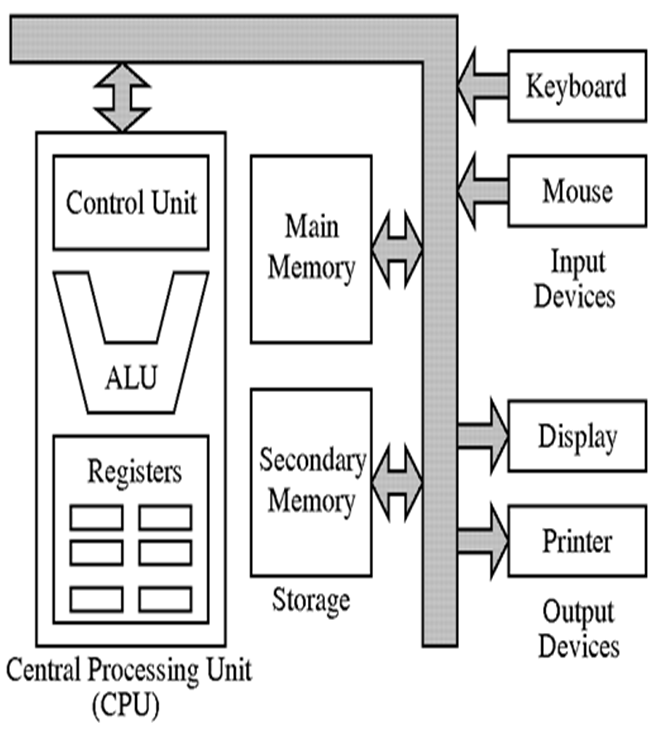 Control Unit
ALU
Registers
Central Processing Unit
(CPU)
Main
Memory
Secondary
Memory
Storage
Keyboard
Mouse
Input
Devices
Display
Printer
Output
Devices